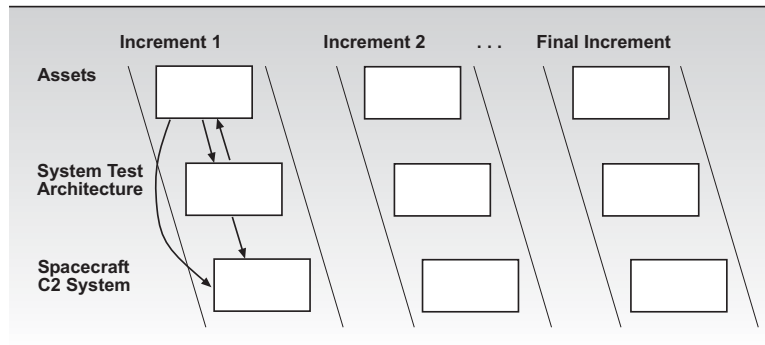 Increment 1 Increment 2 . . . Final Increment
Assets
System Test
Architecture
Spacecraft
C2 System